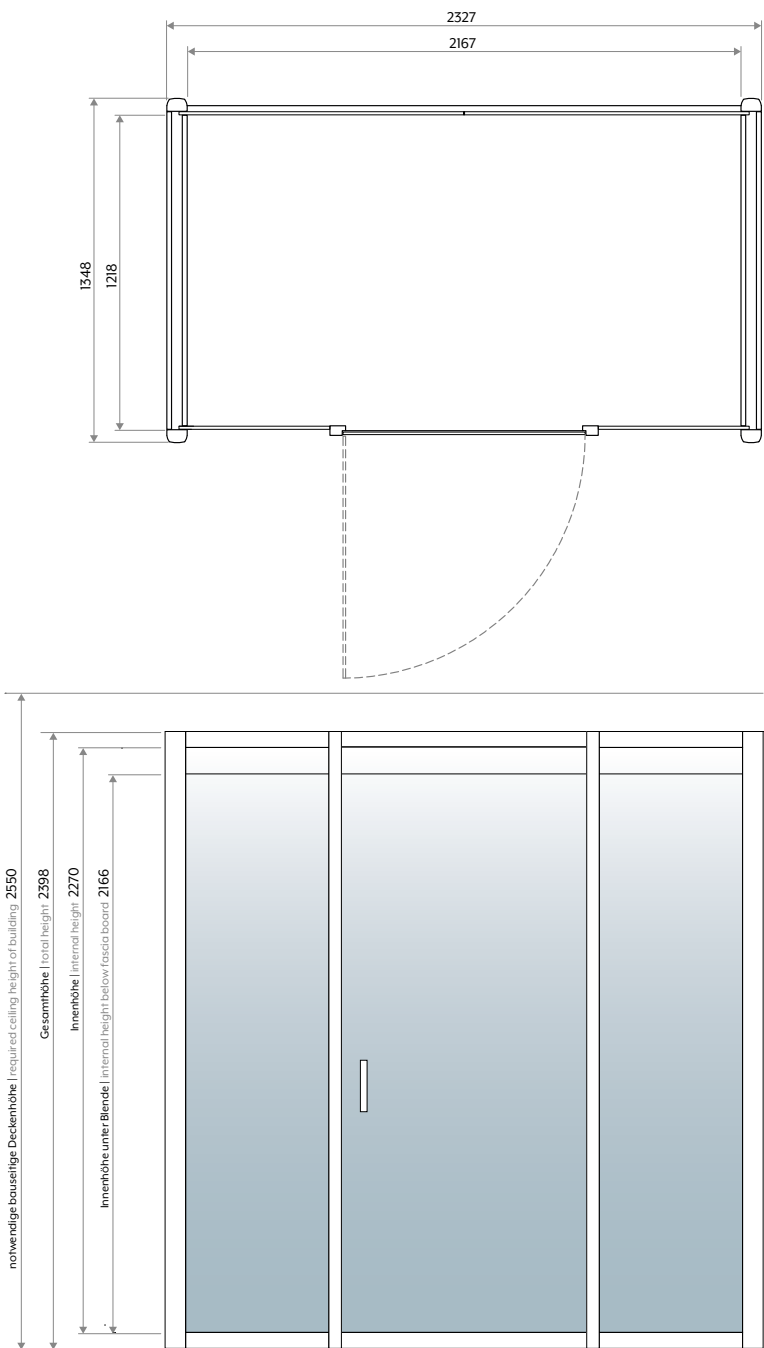 2327
2167
1348
1218
notwendige bauseitige Deckenhöhe | required ceiling height of building 2550
Gesamthöhe | total height 2398
Innenhöhe | internal height 2270
Innenhöhe unter Blende | internal height below fascia board 2166